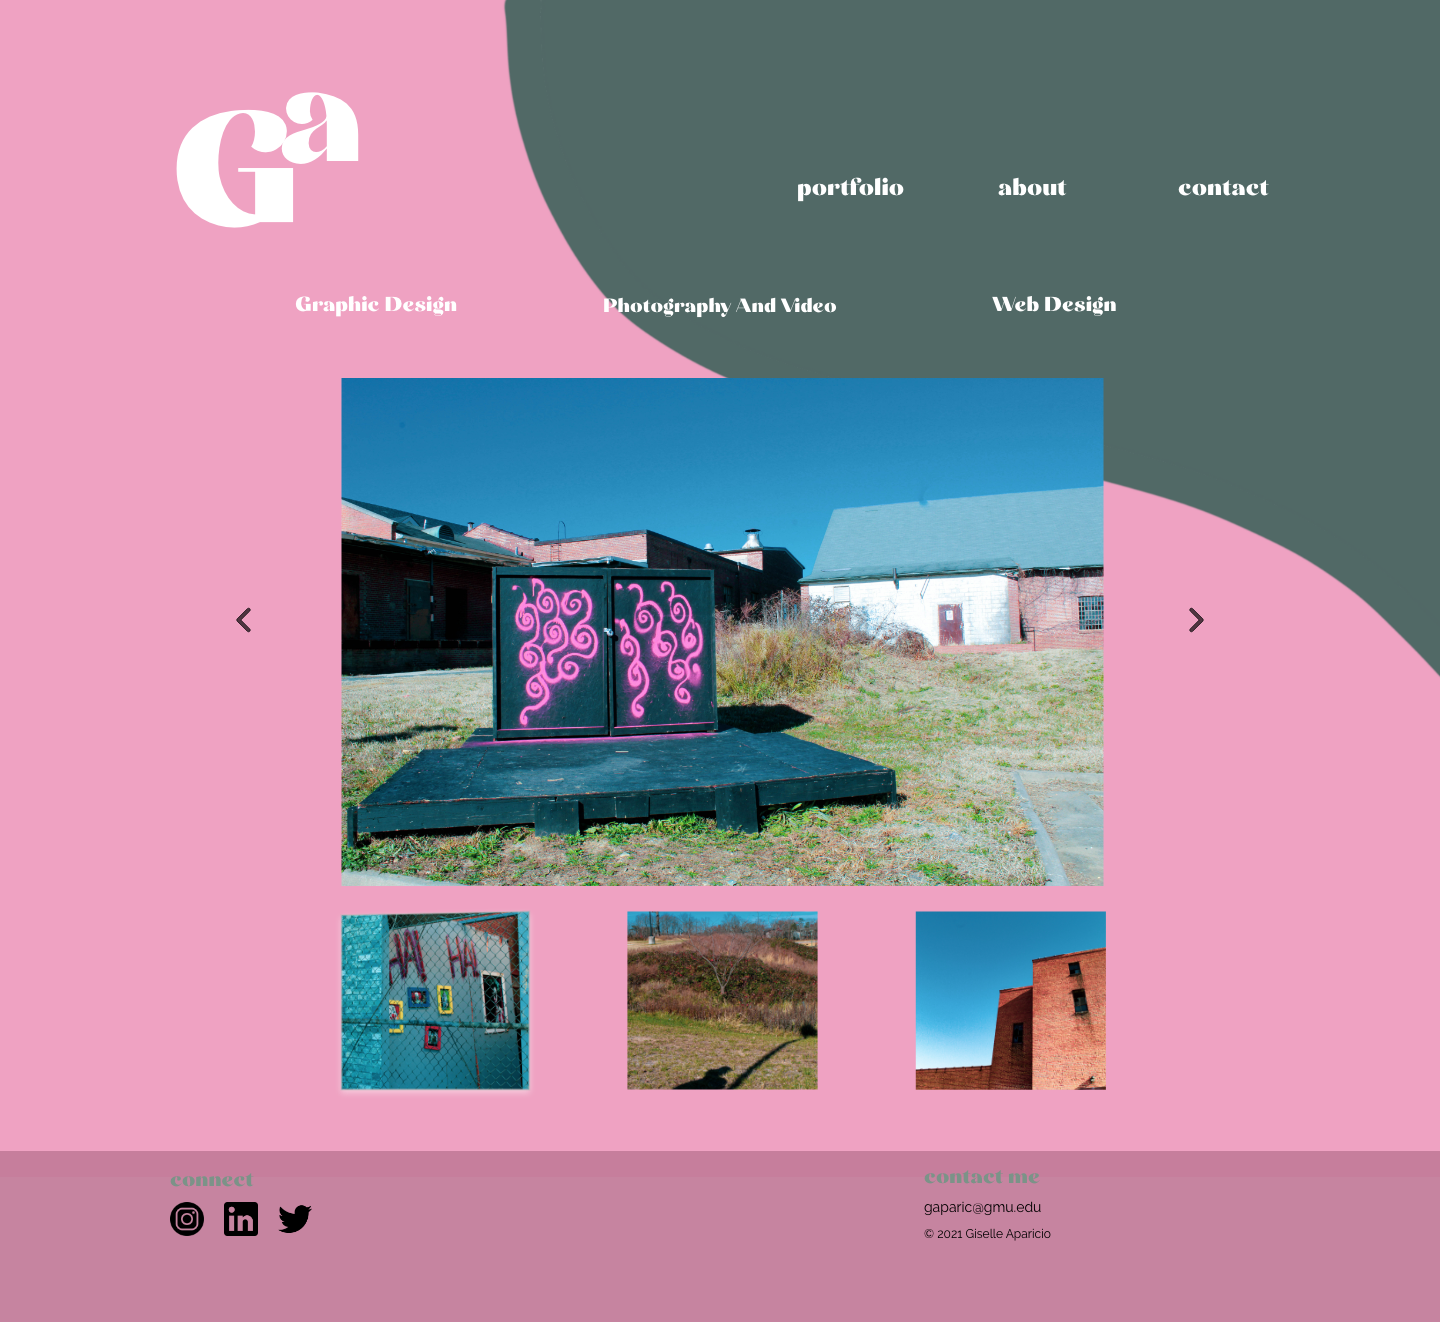 Ga
portfolio about contact
Graphic Design Photography And Video Web Design
HA! HA!
connect
contact me
in
gaparic@gmu.edu
© 2021 Giselle Aparicio